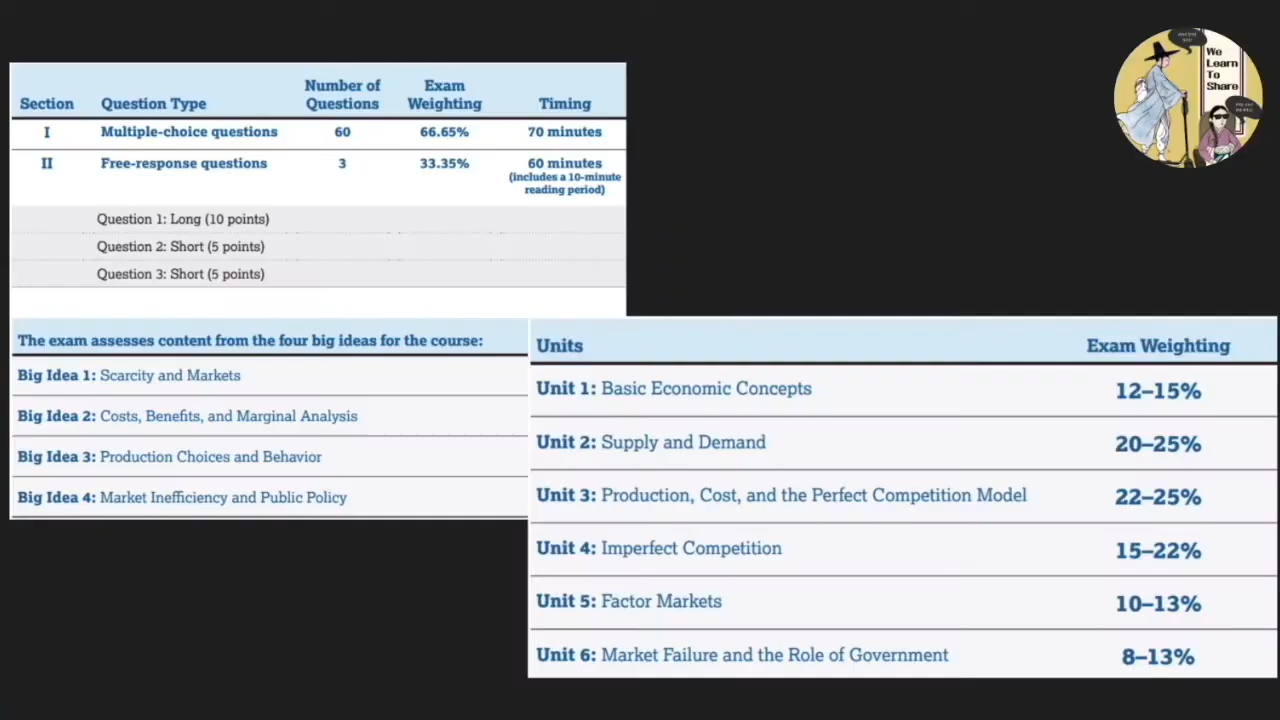 Section Question Type Number of Questions Exam Weighting Timing
I Multiple-choice questions 60 66.65% 70 minutes
II Free-response questions 3 33.35% 60 minutes
(includes a 10-minute
reading period)
Question 1: Long (10 points)
Question 2: Short (5 points)
Question 3: Short (5 points)
The exam assesses content from the four big ideas for the course:
Big Idea 1: Scarcity and Markets
Big Idea 2: Costs, Benefits, and Marginal Analysis
Big Idea 3: Production Choices and Behavior
Big Idea 4: Market Inefficiency and Public Policy
Units Exam Weighting
Unit 1: Basic Economic Concepts 12–15%
Unit 2: Supply and Demand 20–25%
Unit 3: Production, Cost, and the Perfect Competition Model 22–25%
Unit 4: Imperfect Competition 15–22%
Unit 5: Factor Markets 10–13%
Unit 6: Market Failure and the Role of Government 8–13%
We
Learn
To
Share